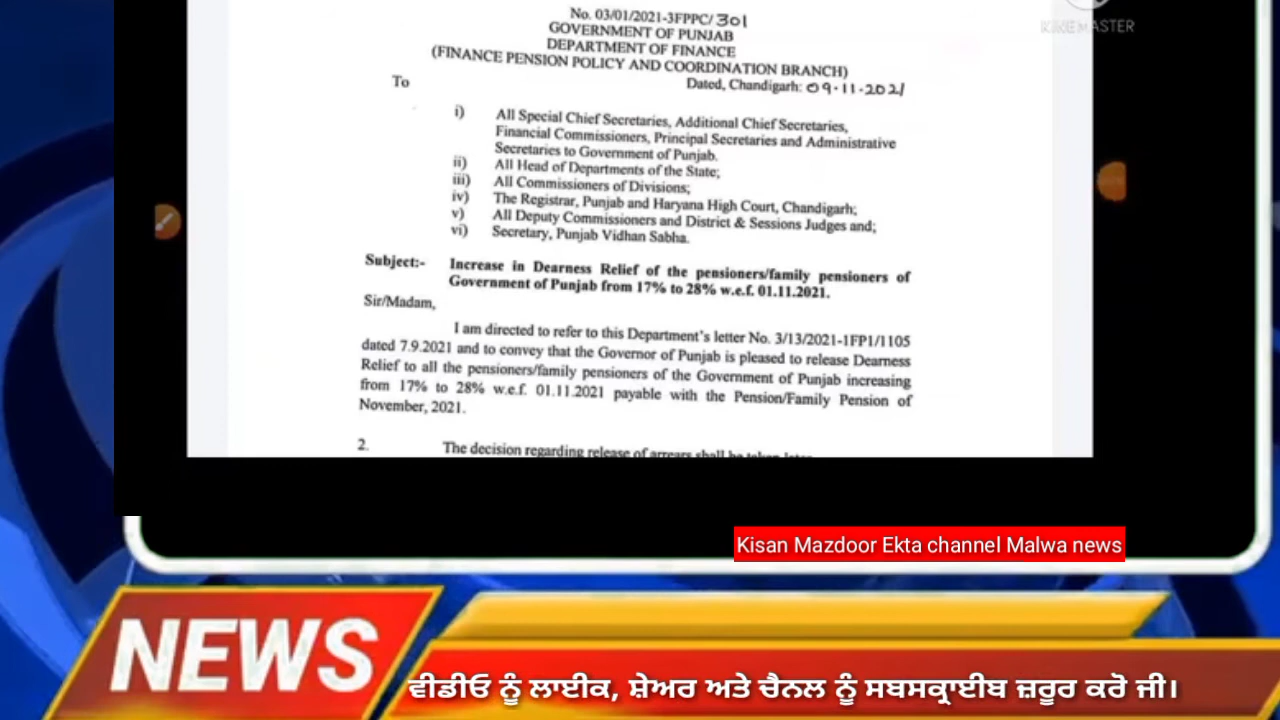 KINEMASTER
No. 03/01/2021-3FPPC/301
GOVERNMENT OF PUNJAB
DEPARTMENT OF FINANCE
(FINANCE PENSION POLICY AND COORDINATION BRANCH)
Dated, Chandigarh: 09-11-2021
To
i) All Special Chief Secretaries, Additional Chief Secretaries,
Financial Commissioners, Principal Secretaries and Administrative
Secretaries to Government of Punjab.
ii) All Head of Departments of the State;
iii) All Commissioners of Divisions;
iv) The Registrar, Punjab and Haryana High Court, Chandigarh;
v) All Deputy Commissioners and District & Sessions Judges and;
vi) Secretary, Punjab Vidhan Sabha.
Subject:- Increase in Dearness Relief of the pensioners/family pensioners of
Government of Punjab from 17% to 28% w.e.f. 01.11.2021.
Sir/Madam,
I am directed to refer to this Department's letter No. 3/13/2021-1FP1/1105
dated 7.9.2021 and to convey that the Governor of Punjab is pleased to release Dearness
Relief to all the pensioners/family pensioners of the Government of Punjab increasing
from 17% to 28% w.e.f. 01.11.2021 payable with the Pension/Family Pension of
November, 2021.
2. The decision regarding release of arrears shall be taken later
Kisan Mazdoor Ekta channel Malwa news
NEWS
ਵੀਡੀਓ ਨੂੰ ਲਾਈਕ, ਸ਼ੇਅਰ ਅਤੇ ਚੈਨਲ ਨੂੰ ਸਬਸਕ੍ਰਾਈਬ ਜ਼ਰੂਰ ਕਰੋ ਜੀ।